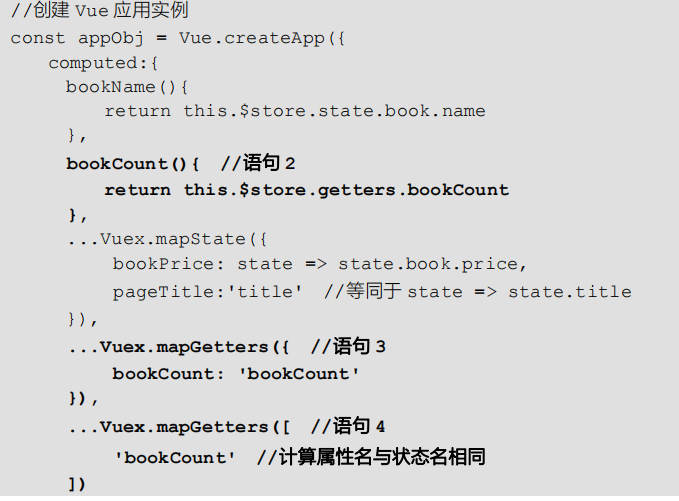 //创建 Vue 应用实例
const appObj = Vue.createApp({
computed:{
bookName(){
return this.$store.state.book.name
},
bookCount(){ //语句 2
return this.$store.getters.bookCount
},
...Vuex.mapState({
bookPrice: state => state.book.price,
pageTitle:'title' //等同于 state => state.title
}),
...Vuex.mapGetters({ //语句 3
bookCount: 'bookCount'
}),
...Vuex.mapGetters([ //语句 4
'bookCount' //计算属性名与状态名相同
])